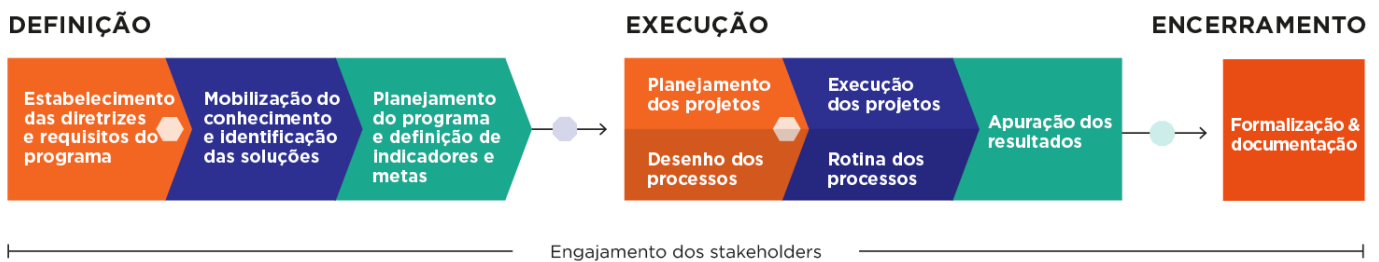 DEFINIÇÃO
EXECUÇÃO
ENCERRAMENTO
Estabelecimento
das diretrizes
e requisitos do
programa
Mobilização do
conhecimento
e identificação
das soluções
Planejamento
do programa
e definição de
indicadores e
metas
Planejamento
dos projetos
Desenho dos
processos
Execução
dos projetos
Rotina dos
processos
Apuração dos
resultados
Formalização &
documentação
Engajamento dos stakeholders